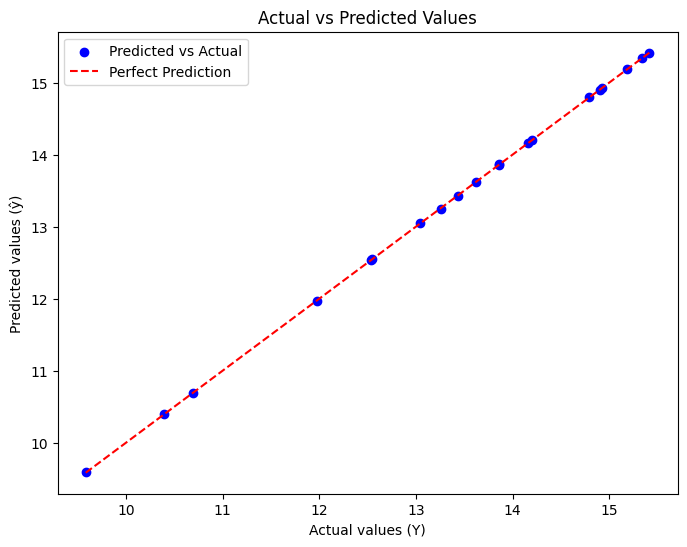 Actual vs Predicted Values
Predicted vs Actual
Perfect Prediction
15
14
13
12
11
10
Predicted values (ŷ)
10 11 12 13 14 15
Actual values (Y)